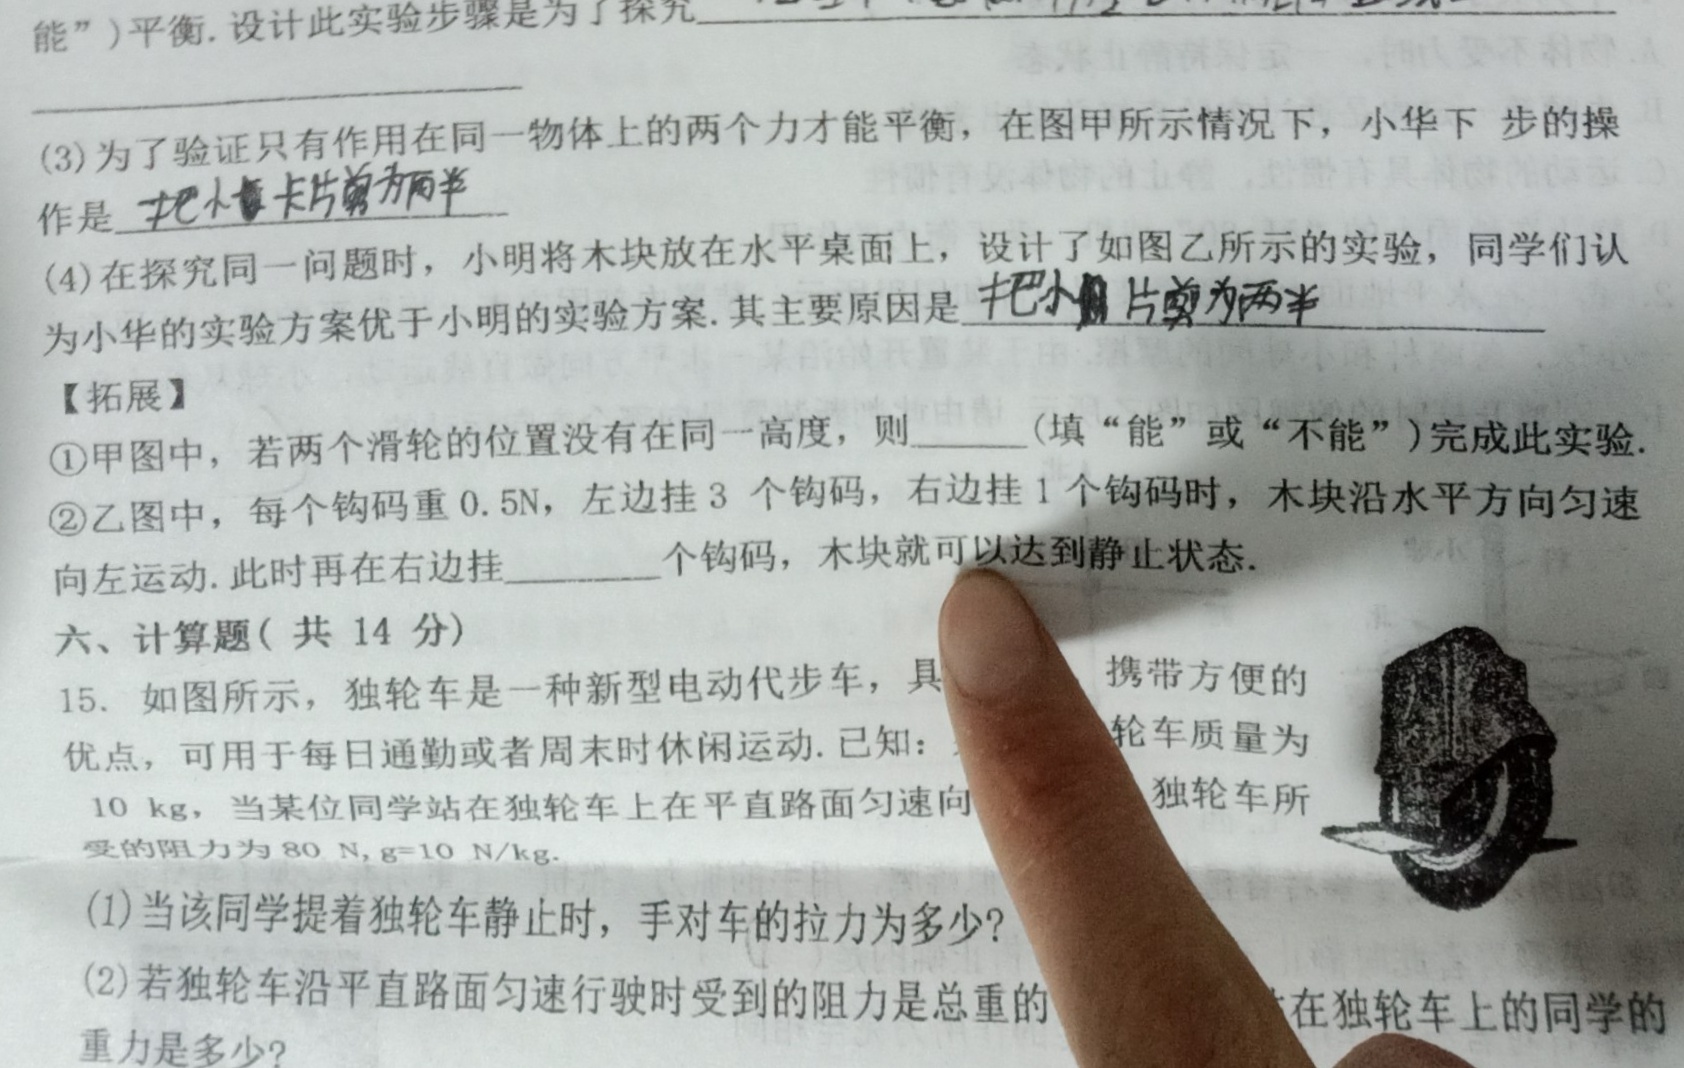 能”)平衡.设计此实验步骤是为了探究
(3)为了验证只有作用在同一物体上的两个力才能平衡，在图甲所示情况下，小华下 步的操
作是 把小 卡片剪为两半
(4)在探究同一问题时，小明将木块放在水平桌面上，设计了如图乙所示的实验，同学们认
为小华的实验方案优于小明的实验方案.其主要原因是 把小 片剪为两半
【拓展】
①甲图中，若两个滑轮的位置没有在同一高度，则______(填“能”或“不能”)完成此实验.
②乙图中，每个钩码重 0.5N，左边挂 3 个钩码，右边挂 1 个钩码时，木块沿水平方向匀速
向左运动.此时再在右边挂________个钩码，木块就可以达到静止状态.
六、计算题( 共 14 分)
15. 如图所示，独轮车是一种新型电动代步车，具 携带方便的
优点，可用于每日通勤或者周末时休闲运动.已知： 轮车质量为
10 kg，当某位同学站在独轮车上在平直路面匀速向 独轮车所
受的阻力为 80 N,g=10 N/kg.
(1)当该同学提着独轮车静止时，手对车的拉力为多少?
(2)若独轮车沿平直路面匀速行驶时受到的阻力是总重的 在独轮车上的同学的
重力是多少?